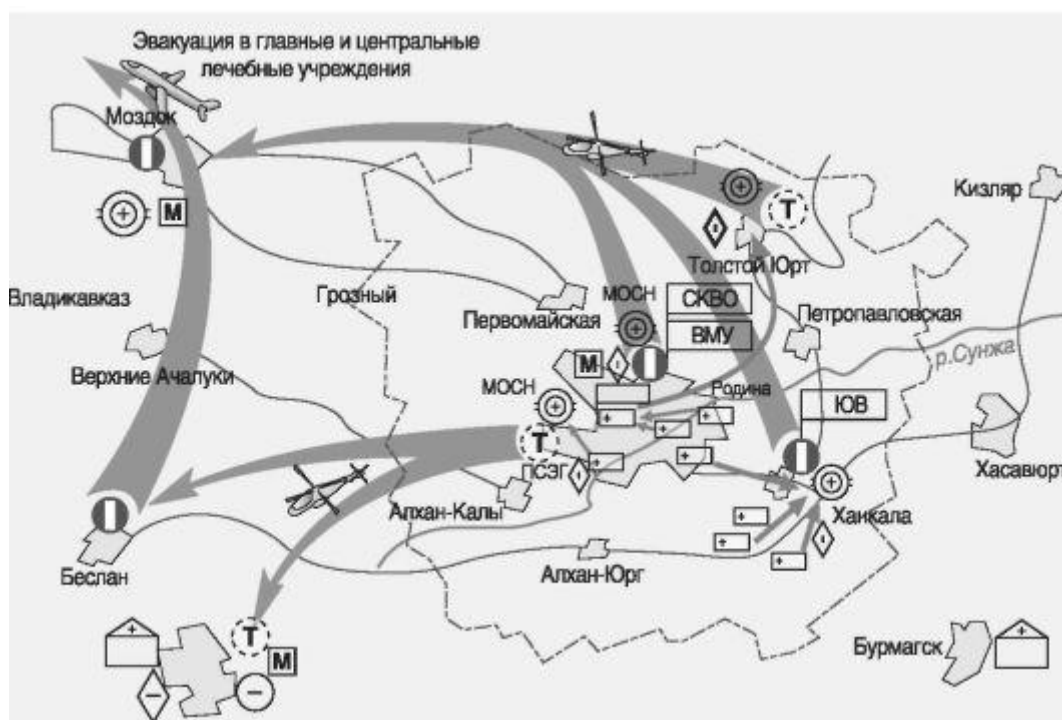 Эвакуация в главные и центральные
лечебные учреждения
Моздок
М
Т
Кизляр
Толстой Юрт
Владикавказ
Грозный
МОСН
СКВО
Первомайская
ВМУ
Петропавловская
р.Сунжа
Верхние Ачалуки
М
МОСН
Родина
ЮВ
Т
ПСЭГ
Хасавюрт
Алхан-Калы
Ханкала
Беслан
Алхан-Юрг
Т
М
Бурмагск